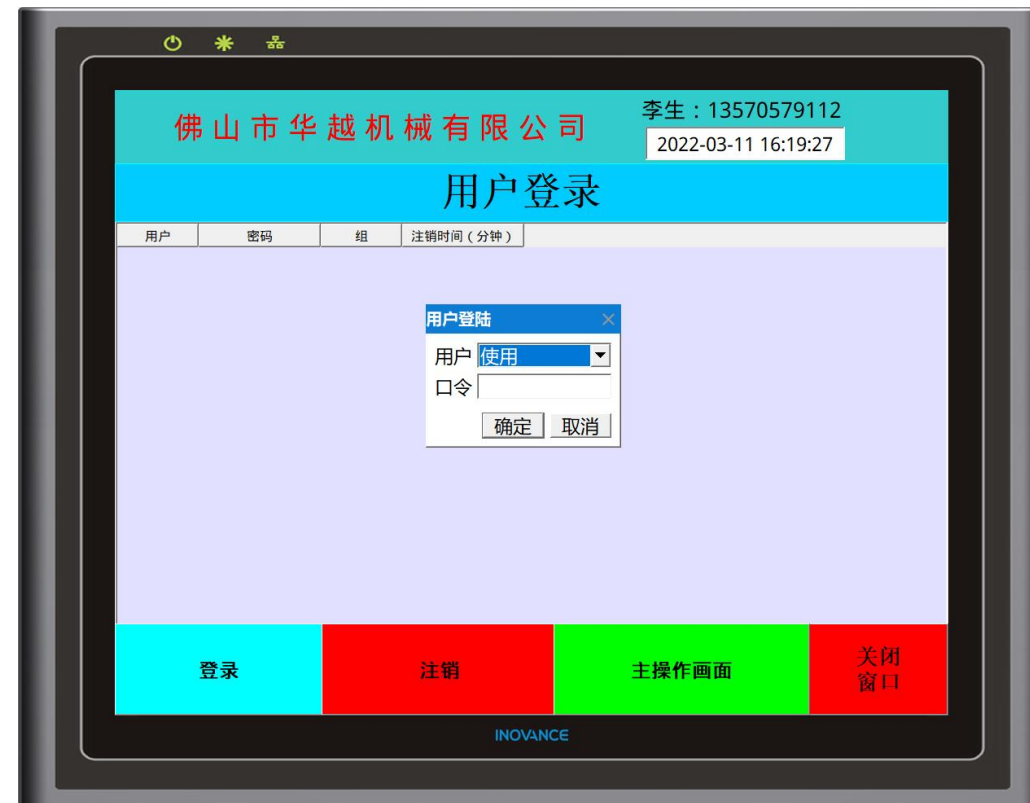 佛山市华越机械有限公司
李生：13570579112
2022-03-11 16:19:27
用户登录
用户 密码 组 注销时间（分钟）
用户登陆
用户 使用
口令
确定 取消
登录 注销 主操作画面 关闭
窗口
INOVANCE